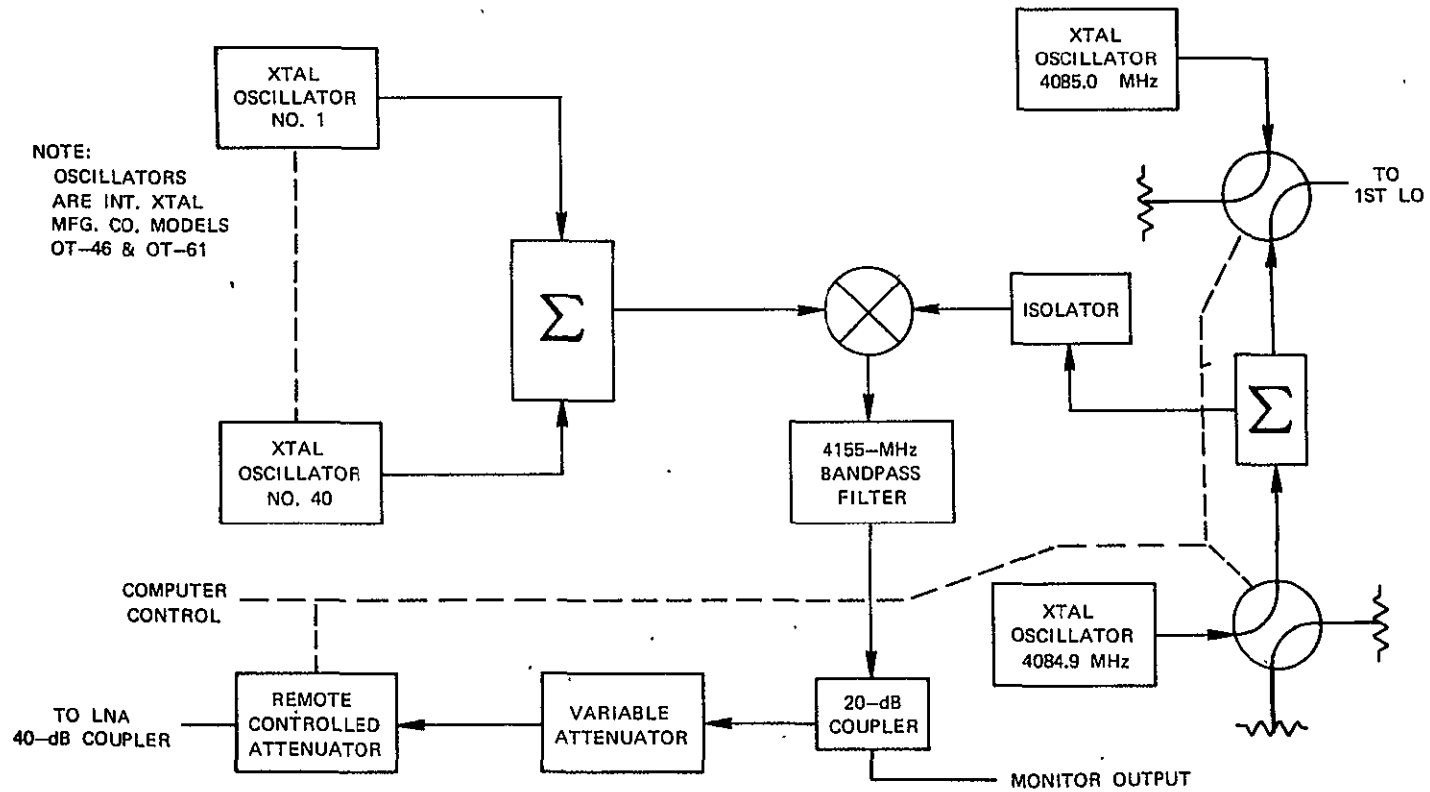 XTAL
OSCILLATOR
NO. 1
NOTE:
OSCILLATORS
ARE INT. XTAL
MFG. CO. MODELS
OT-46 & OT-61
XTAL
OSCILLATOR
4085.0 MHz
TO
1ST LO
Σ
ISOLATOR
Σ
XTAL
OSCILLATOR
NO. 40
4155-MHz
BANDPASS
FILTER
COMPUTER
CONTROL
XTAL
OSCILLATOR
4084.9 MHz
TO LNA
40-dB COUPLER
REMOTE
CONTROLLED
ATTENUATOR
VARIABLE
ATTENUATOR
20-dB
COUPLER
MONITOR OUTPUT